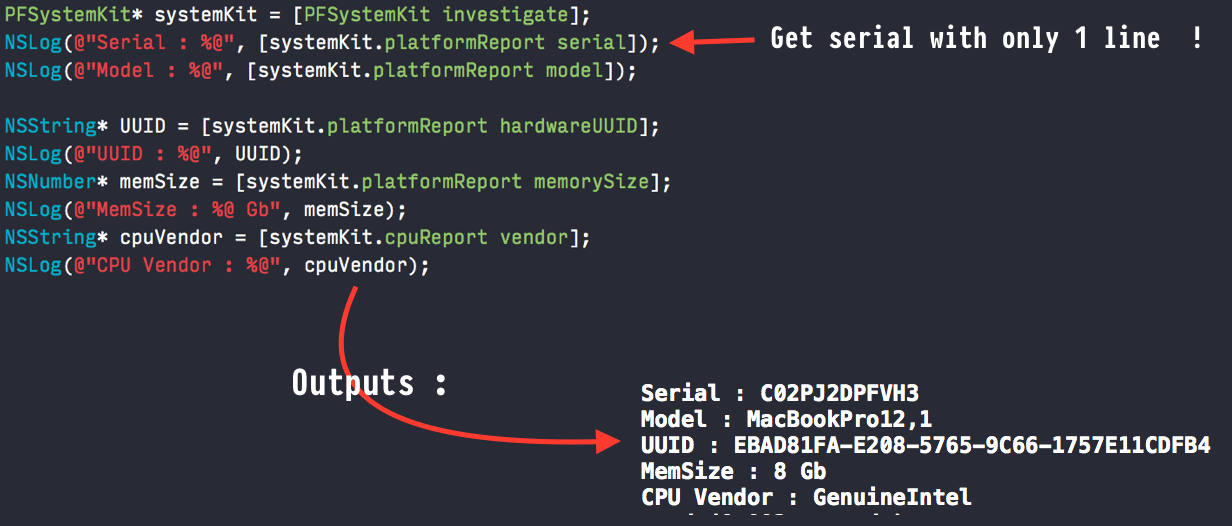 PFSystemKit* systemKit = [PFSystemKit investigate];
NSLog(@"Serial : %@", [systemKit.platformReport serial]);
Get serial with only 1 line !
NSLog(@"Model : %@", [systemKit.platformReport model]);
NSString* UUID = [systemKit.platformReport hardwareUUID];
NSLog(@"UUID : %@", UUID);
NSNumber* memSize = [systemKit.platformReport memorySize];
NSLog(@"MemSize : %@ Gb", memSize);
NSString* cpuVendor = [systemKit.cpuReport vendor];
NSLog(@"CPU Vendor : %@", cpuVendor);
Outputs :
Serial : C02PJ2DPFVH3
Model : MacBookPro12,1
UUID : EBAD81FA-E208-5765-9C66-1757E11CDFB4
MemSize : 8 Gb
CPU Vendor : GenuineIntel